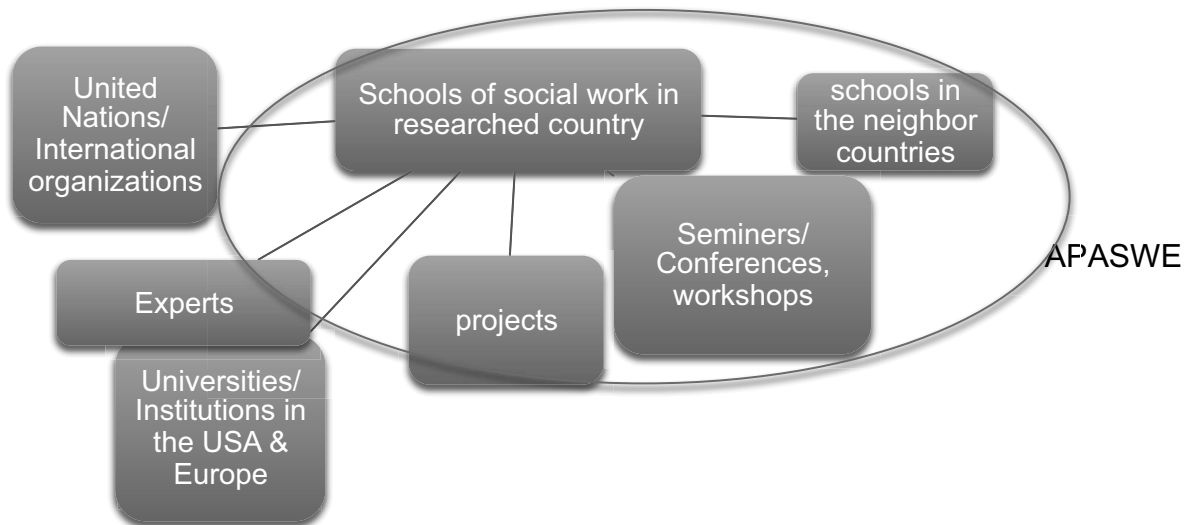 United
Nations/
International
organizations
Schools of social work in
researched country
schools in
the neighbor
countries
Seminers/
Conferences,
workshops
APASWE
Experts
projects
Universities/
Institutions in
the USA &
Europe